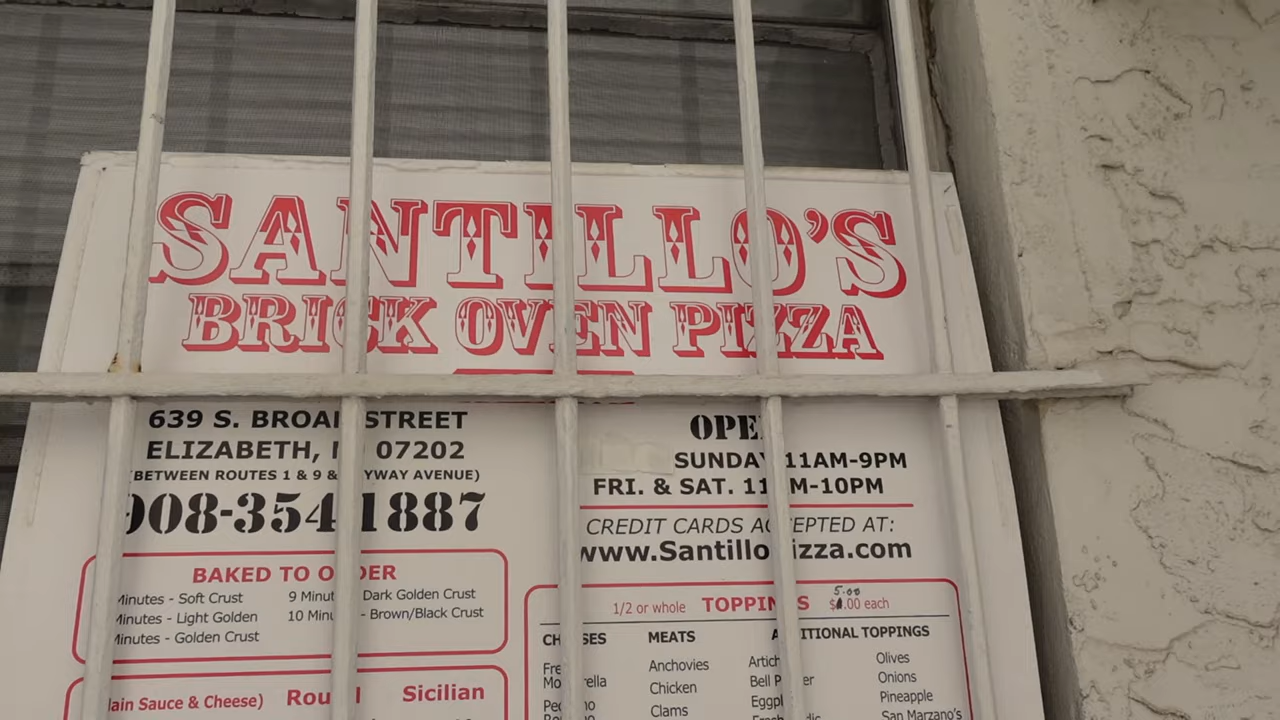 SANTILLO'S
BRICK OVEN PIZZA
639 S. BROAD STREET
ELIZABETH, NJ 07202
(BETWEEN ROUTES 1 & 9 & BAYWAY AVENUE)
908-354-1887
OPEN
SUNDAY 11AM-9PM
FRI. & SAT. 11AM-10PM
CREDIT CARDS ACCEPTED AT:
www.Santillopizza.com
BAKED TO ORDER
Minutes - Soft Crust
Minutes - Light Golden
Minutes - Golden Crust
9 Minutes - Dark Golden Crust
10 Minutes - Brown/Black Crust
(Plain Sauce & Cheese) Round Sicilian
1/2 or whole TOPPINGS 5.00 each
CHEESES
Fresh
Mozzarella
Pecorino
MEATS
Anchovies
Chicken
Clams
ADDITIONAL TOPPINGS
Artichoke
Bell Pepper
Eggplant
Fresh Garlic
Olives
Onions
Pineapple
San Marzano's